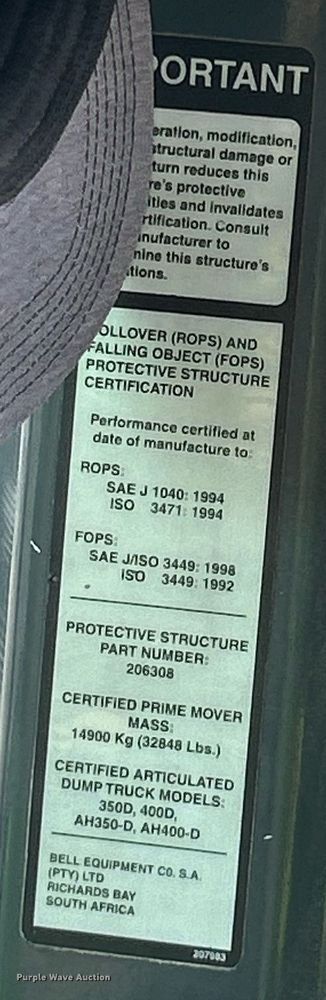 PORTANT
eration, modification,
structural damage or
turn reduces this
re's protective
ities and invalidates
rtification. Consult
anufacturer to
mine this structure's
tions.
OLLOVER (ROPS) AND
FALLING OBJECT (FOPS)
PROTECTIVE STRUCTURE
CERTIFICATION
Performance certified at
date of manufacture to:
ROPS:
SAE J 1040: 1994
ISO 3471: 1994
FOPS:
SAE J/ISO 3449: 1998
ISO 3449: 1992
PROTECTIVE STRUCTURE
PART NUMBER:
206308
CERTIFIED PRIME MOVER
MASS:
14900 Kg (32848 Lbs.)
CERTIFIED ARTICULATED
DUMP TRUCK MODELS:
350D, 400D,
AH350-D, AH400-D
BELL EQUIPMENT CO. S.A.
(PTY) LTD
RICHARDS BAY
SOUTH AFRICA
207983
Purple Wave Auction